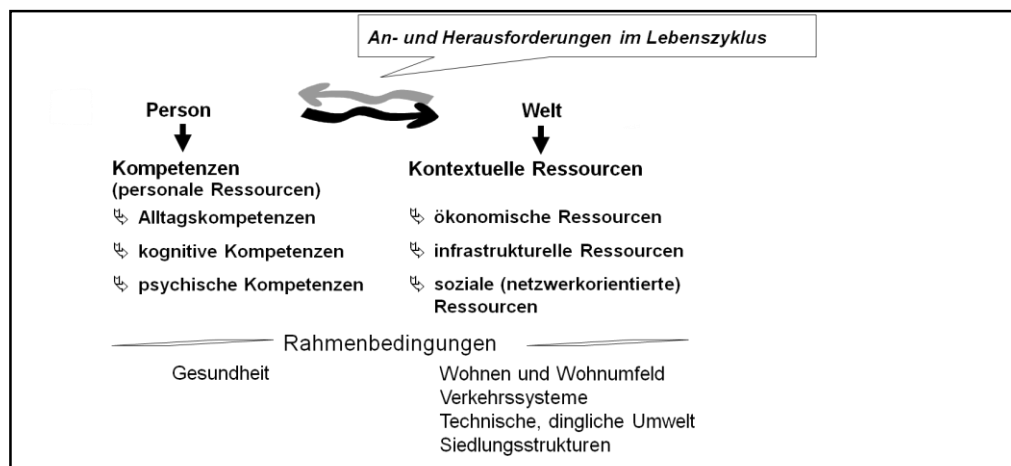 An- und Herausforderungen im Lebenszyklus
Person
Welt
Kompetenzen
(personale Ressourcen)
Alltagskompetenzen
kognitive Kompetenzen
psychische Kompetenzen
Kontextuelle Ressourcen
ökonomische Ressourcen
infrastrukturelle Ressourcen
soziale (netzwerkorientierte)
Ressourcen
Rahmenbedingungen
Gesundheit
Wohnen und Wohnumfeld
Verkehrssysteme
Technische, dingliche Umwelt
Siedlungsstrukturen